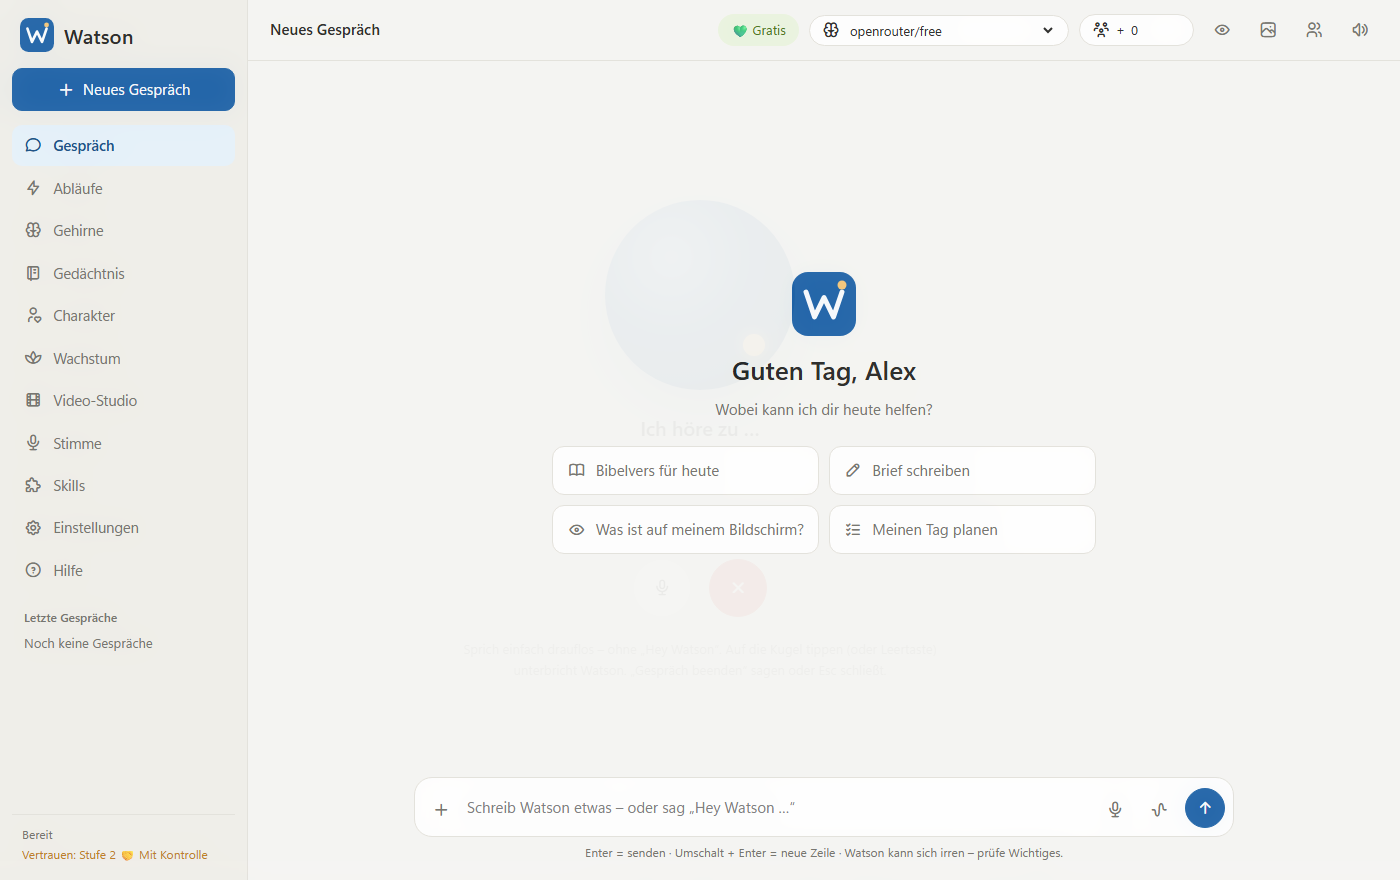 Watson
Neues Gespräch
Gespräch
Abläufe
Gehirne
Gedächtnis
Charakter
Wachstum
Video-Studio
Stimme
Skills
Einstellungen
Hilfe
Letzte Gespräche
Noch keine Gespräche
Bereit
Vertrauen: Stufe 2 🤝 Mit Kontrolle
Neues Gespräch
💚 Gratis
openrouter/free
+ 0
Guten Tag, Alex
Wobei kann ich dir heute helfen?
Ich höre zu ...
Bibelvers für heute
Brief schreiben
Was ist auf meinem Bildschirm?
Meinen Tag planen
Schreib Watson etwas – oder sag „Hey Watson ...“
Enter = senden · Umschalt + Enter = neue Zeile · Watson kann sich irren – prüfe Wichtiges.